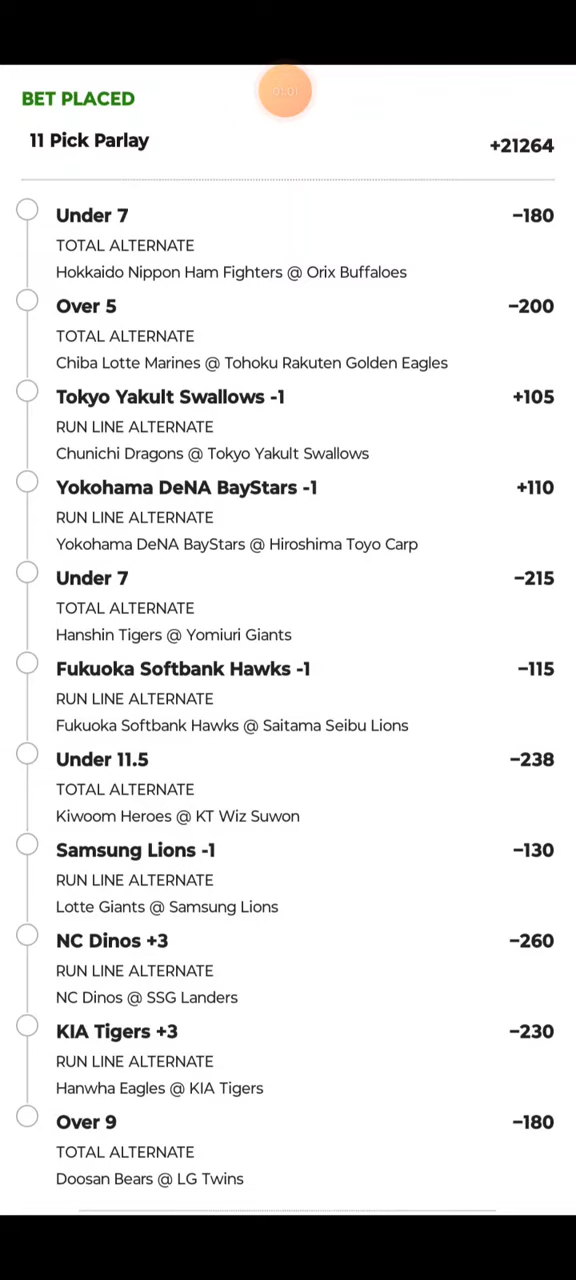 BET PLACED
01:01
11 Pick Parlay
+21264
Under 7
−180
TOTAL ALTERNATE
Hokkaido Nippon Ham Fighters @ Orix Buffaloes
Over 5
−200
TOTAL ALTERNATE
Chiba Lotte Marines @ Tohoku Rakuten Golden Eagles
Tokyo Yakult Swallows -1
+105
RUN LINE ALTERNATE
Chunichi Dragons @ Tokyo Yakult Swallows
Yokohama DeNA BayStars -1
+110
RUN LINE ALTERNATE
Yokohama DeNA BayStars @ Hiroshima Toyo Carp
Under 7
−215
TOTAL ALTERNATE
Hanshin Tigers @ Yomiuri Giants
Fukuoka Softbank Hawks -1
−115
RUN LINE ALTERNATE
Fukuoka Softbank Hawks @ Saitama Seibu Lions
Under 11.5
−238
TOTAL ALTERNATE
Kiwoom Heroes @ KT Wiz Suwon
Samsung Lions -1
−130
RUN LINE ALTERNATE
Lotte Giants @ Samsung Lions
NC Dinos +3
−260
RUN LINE ALTERNATE
NC Dinos @ SSG Landers
KIA Tigers +3
−230
RUN LINE ALTERNATE
Hanwha Eagles @ KIA Tigers
Over 9
−180
TOTAL ALTERNATE
Doosan Bears @ LG Twins